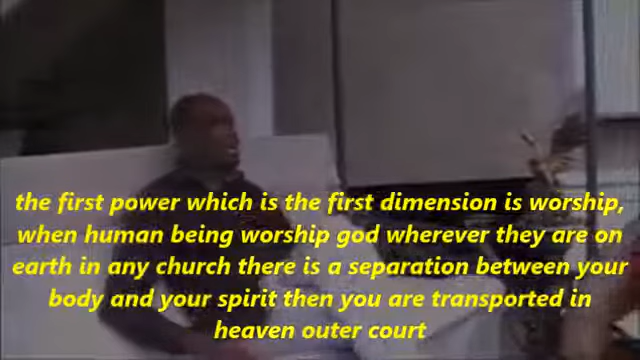 the first power which is the first dimension is worship,
when human being worship god wherever they are on
earth in any church there is a separation between your
body and your spirit then you are transported in
heaven outer court